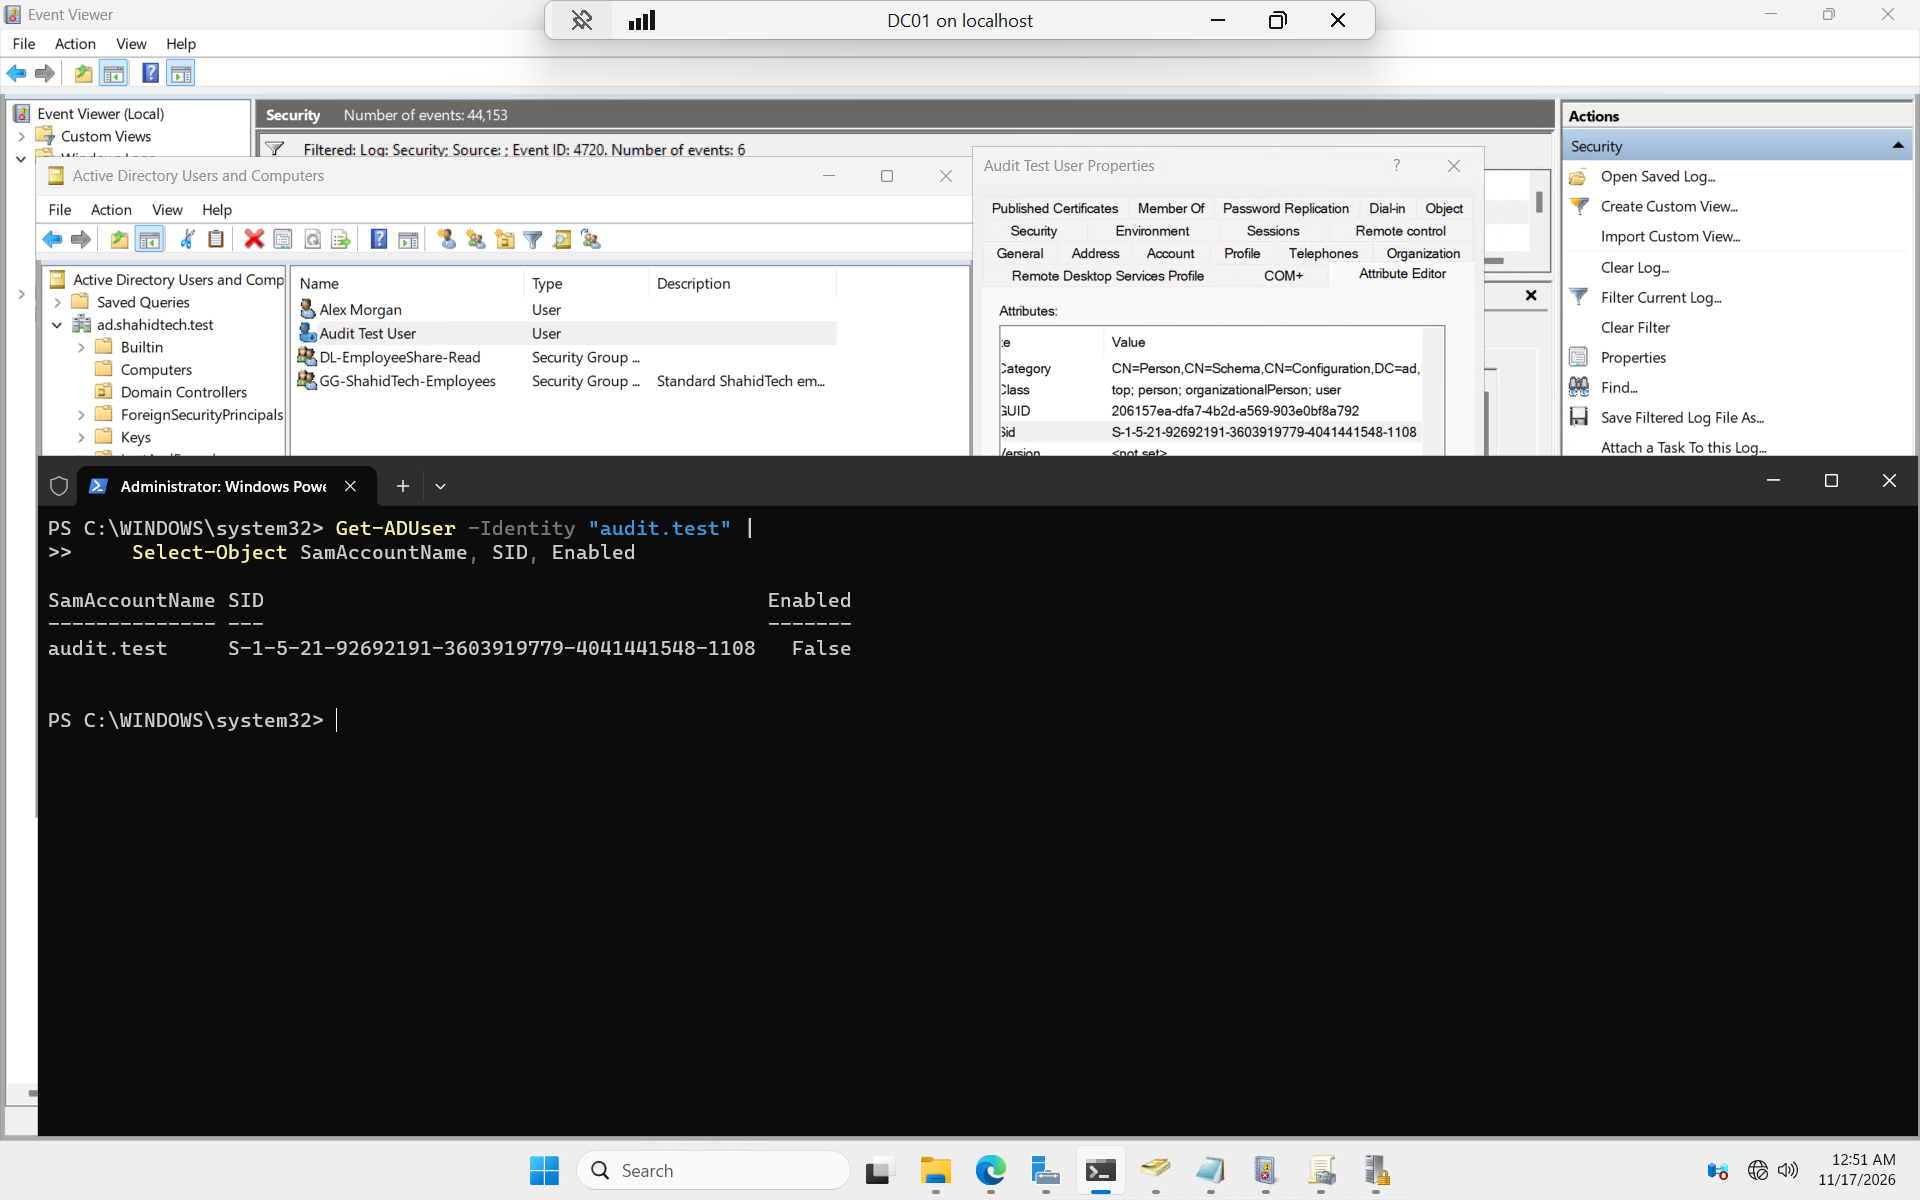 Event Viewer
DC01 on localhost
File Action View Help
Event Viewer (Local)
Custom Views
Security Number of events: 44,153
Filtered: Log: Security; Source: ; Event ID: 4720. Number of events: 6
Actions
Security
Open Saved Log...
Create Custom View...
Import Custom View...
Clear Log...
Filter Current Log...
Clear Filter
Properties
Find...
Save Filtered Log File As...
Attach a Task To this Log...
Active Directory Users and Computers
File Action View Help
Active Directory Users and Comp
Saved Queries
ad.shahidtech.test
Builtin
Computers
Domain Controllers
ForeignSecurityPrincipals
Keys
Name Type Description
Alex Morgan User
Audit Test User User
DL-EmployeeShare-Read Security Group ...
GG-ShahidTech-Employees Security Group ... Standard ShahidTech em...
Audit Test User Properties
Published Certificates Member Of Password Replication Dial-in Object
Security Environment Sessions Remote control
General Address Account Profile Telephones Organization
Remote Desktop Services Profile COM+ Attribute Editor
Attributes:
Value
Category CN=Person,CN=Schema,CN=Configuration,DC=ad,
Class top; person; organizationalPerson; user
GUID 206157ea-dfa7-4b2d-a569-903e0bf8a792
Sid S-1-5-21-92692191-3603919779-4041441548-1108
Version <not set>
Administrator: Windows Powe
PS C:\WINDOWS\system32> Get-ADUser -Identity "audit.test" |
>> Select-Object SamAccountName, SID, Enabled
SamAccountName SID Enabled
-------------- --- -------
audit.test S-1-5-21-92692191-3603919779-4041441548-1108 False
PS C:\WINDOWS\system32>
Search
12:51 AM
11/17/2026